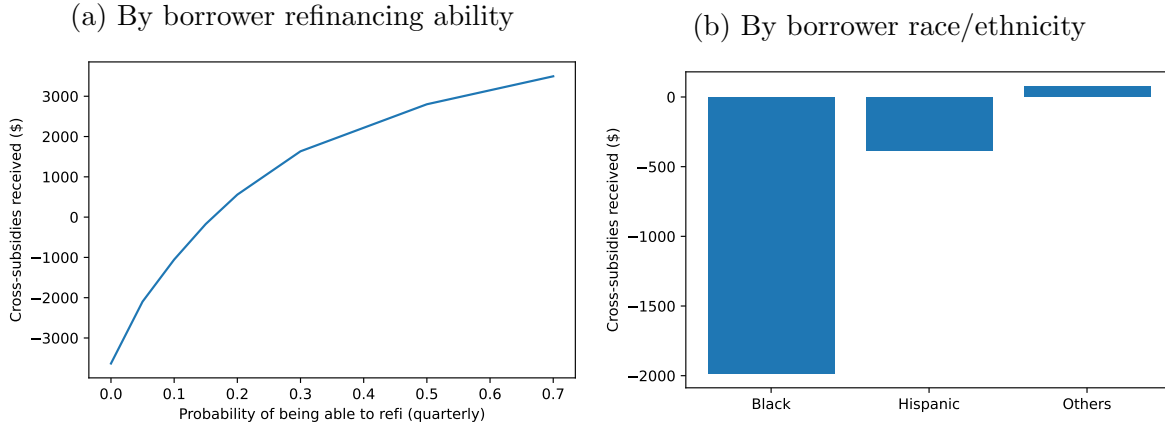 (a) By borrower refinancing ability
Cross-subsidies received ($)
3000
2000
1000
0
−1000
−2000
−3000
0.0 0.1 0.2 0.3 0.4 0.5 0.6 0.7
Probability of being able to refi (quarterly)
(b) By borrower race/ethnicity
Cross-subsidies received ($)
0
−500
−1000
−1500
−2000
Black Hispanic Others